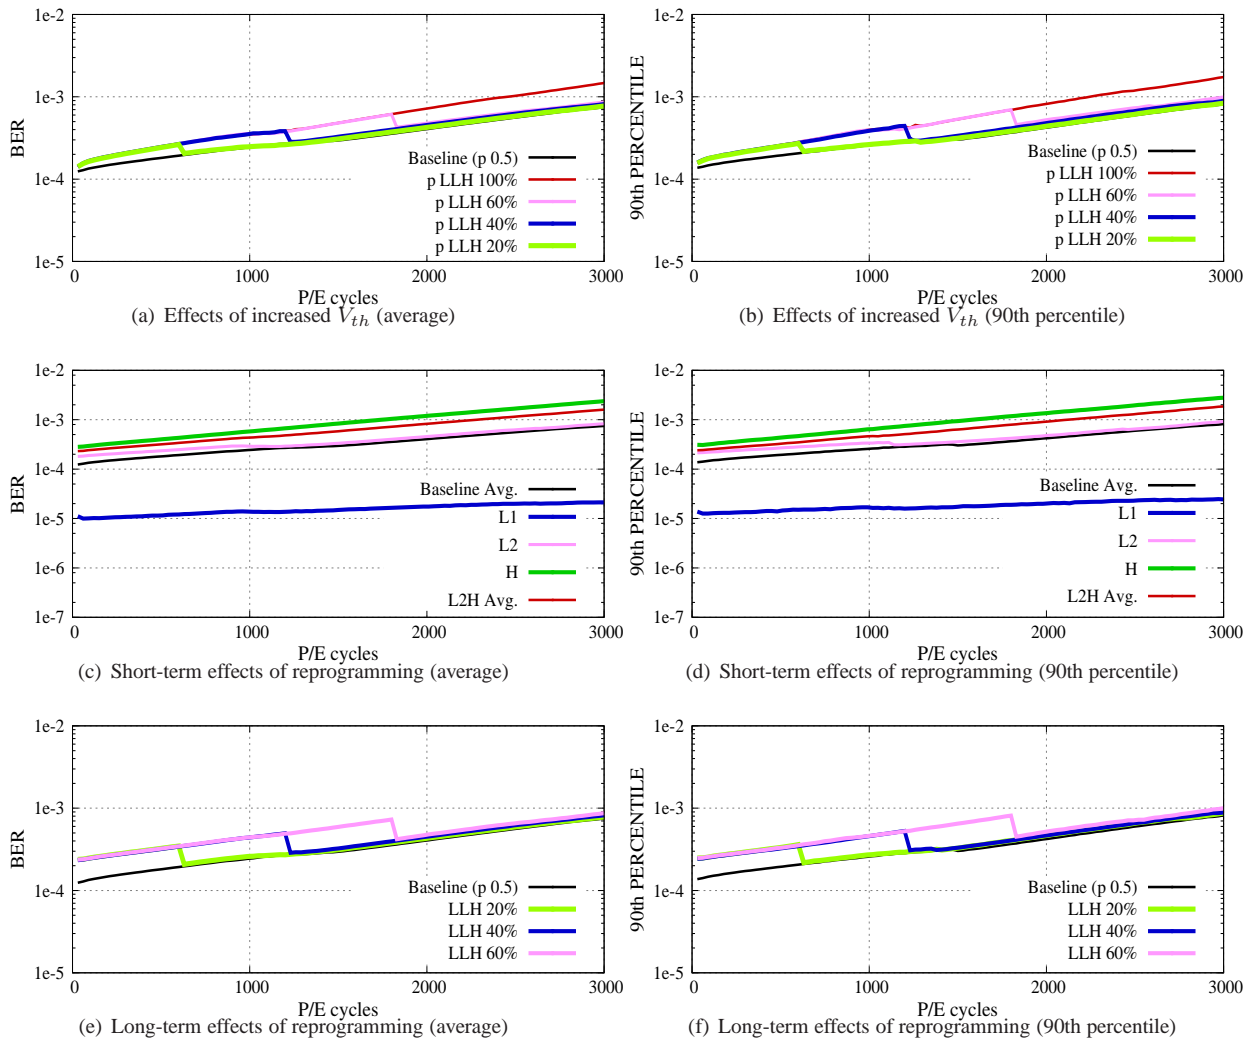 1e-2
1e-3
1e-4
1e-5
BER
Baseline (p 0.5)
p LLH 100%
p LLH 60%
p LLH 40%
p LLH 20%
0
1000
2000
3000
P/E cycles
(a) Effects of increased Vth (average)
1e-2
1e-3
1e-4
1e-5
90th PERCENTILE
Baseline (p 0.5)
p LLH 100%
p LLH 60%
p LLH 40%
p LLH 20%
0
1000
2000
3000
P/E cycles
(b) Effects of increased Vth (90th percentile)
1e-2
1e-3
1e-4
1e-5
1e-6
1e-7
BER
Baseline Avg.
L1
L2
H
L2H Avg.
0
1000
2000
3000
P/E cycles
(c) Short-term effects of reprogramming (average)
1e-2
1e-3
1e-4
1e-5
1e-6
1e-7
90th PERCENTILE
Baseline Avg.
L1
L2
H
L2H Avg.
0
1000
2000
3000
P/E cycles
(d) Short-term effects of reprogramming (90th percentile)
1e-2
1e-3
1e-4
1e-5
BER
Baseline (p 0.5)
LLH 20%
LLH 40%
LLH 60%
0
1000
2000
3000
P/E cycles
(e) Long-term effects of reprogramming (average)
1e-2
1e-3
1e-4
1e-5
90th PERCENTILE
Baseline (p 0.5)
LLH 20%
LLH 40%
LLH 60%
0
1000
2000
3000
P/E cycles
(f) Long-term effects of reprogramming (90th percentile)